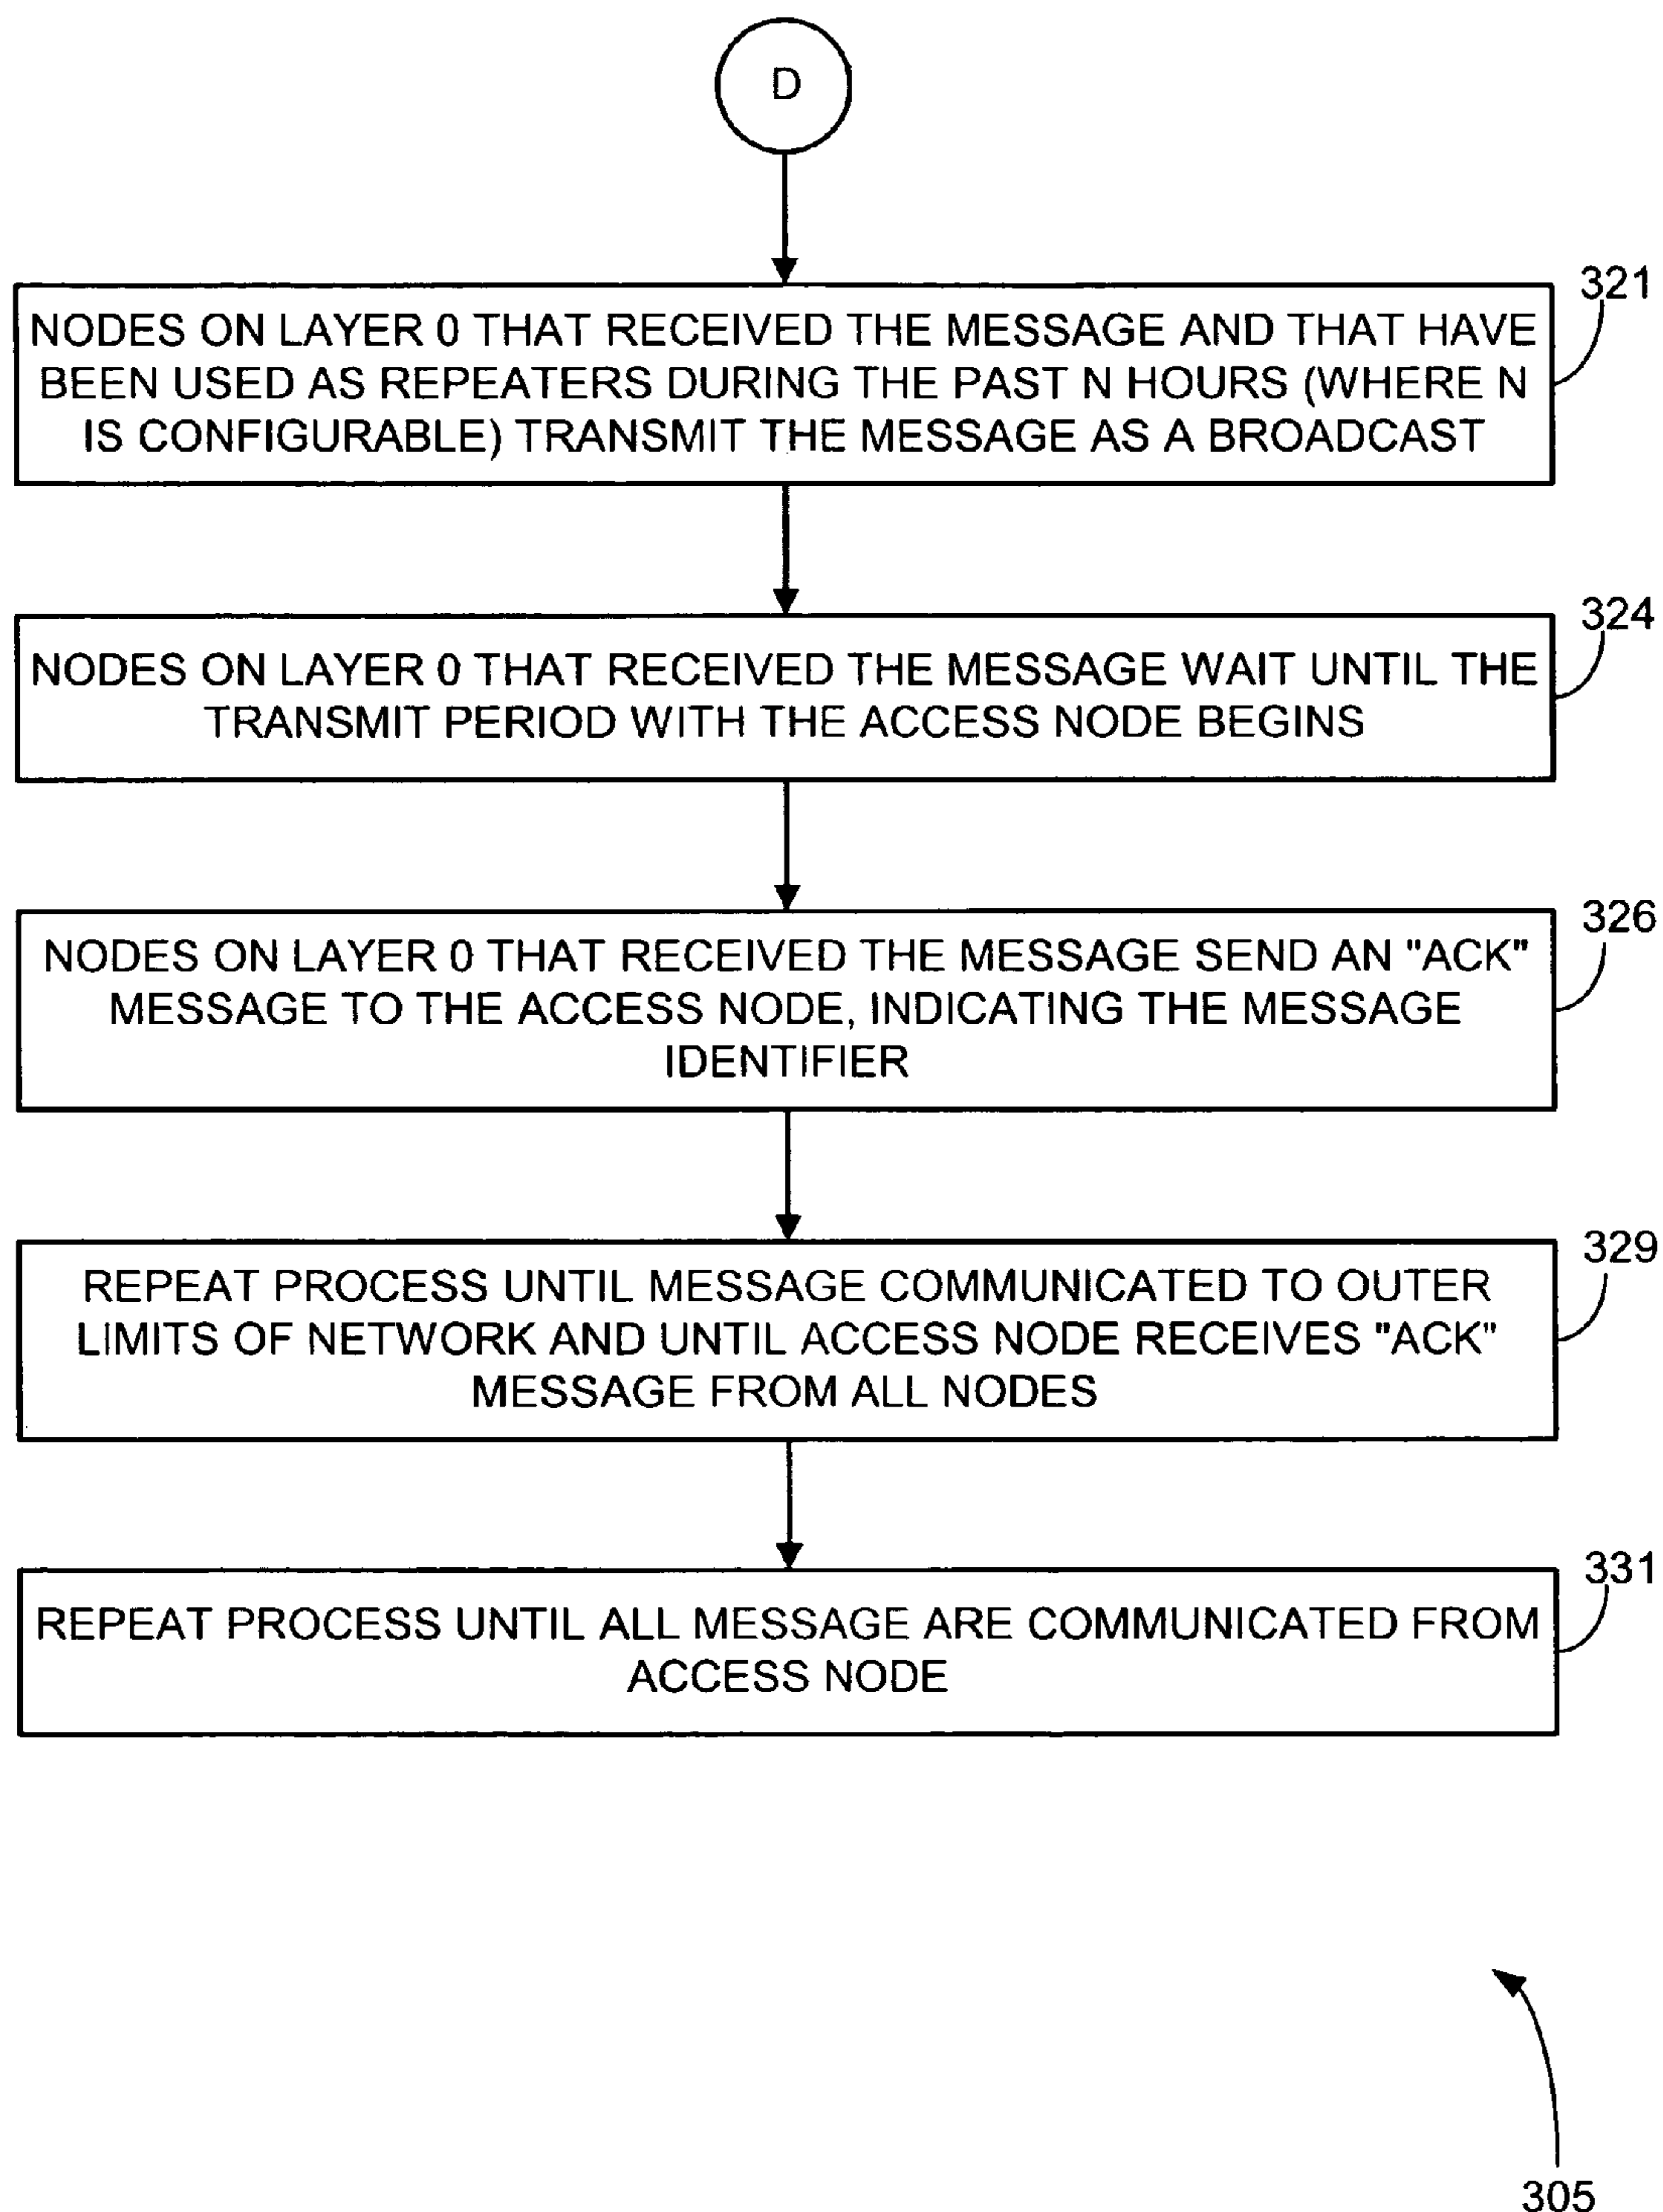 D
321
NODES ON LAYER 0 THAT RECEIVED THE MESSAGE AND THAT HAVE
BEEN USED AS REPEATERS DURING THE PAST N HOURS (WHERE N
IS CONFIGURABLE) TRANSMIT THE MESSAGE AS A BROADCAST
324
NODES ON LAYER 0 THAT RECEIVED THE MESSAGE WAIT UNTIL THE
TRANSMIT PERIOD WITH THE ACCESS NODE BEGINS
326
NODES ON LAYER 0 THAT RECEIVED THE MESSAGE SEND AN "ACK"
MESSAGE TO THE ACCESS NODE, INDICATING THE MESSAGE
IDENTIFIER
329
REPEAT PROCESS UNTIL MESSAGE COMMUNICATED TO OUTER
LIMITS OF NETWORK AND UNTIL ACCESS NODE RECEIVES "ACK"
MESSAGE FROM ALL NODES
331
REPEAT PROCESS UNTIL ALL MESSAGE ARE COMMUNICATED FROM
ACCESS NODE
305